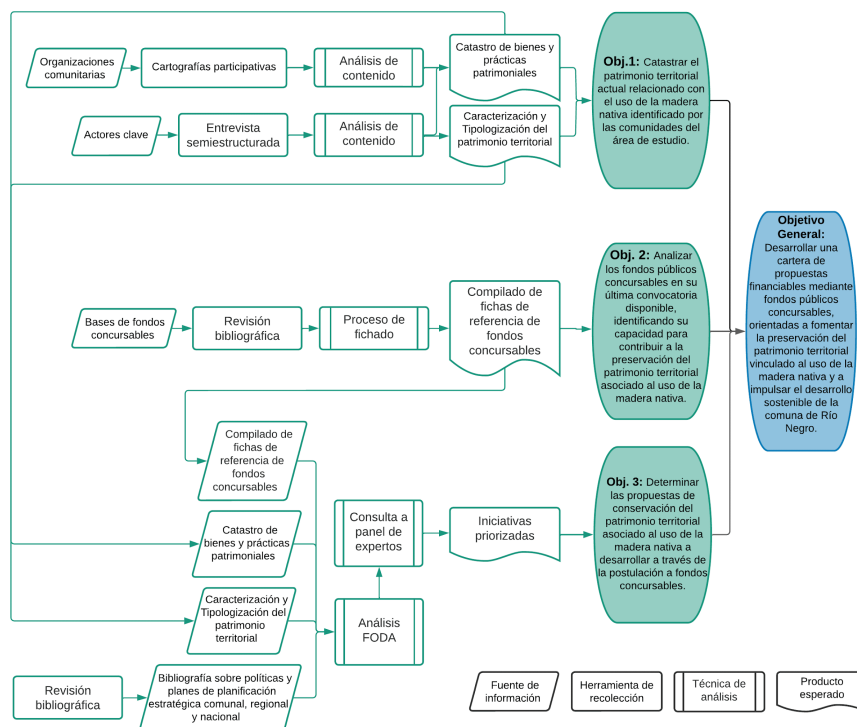 Organizaciones
comunitarias
Cartografías participativas
Análisis de
contenido
Catastro de bienes y
prácticas
patrimoniales
Actores clave
Entrevista
semiestructurada
Análisis de
contenido
Caracterización y
Tipologización del
patrimonio territorial
Obj.1: Catastrar el
patrimonio territorial
actual relacionado con
el uso de la madera
nativa identificado por
las comunidades del
área de estudio.
Bases de fondos
concursables
Revisión
bibliográfica
Proceso de
fichado
Compilado de
fichas de
referencia de
fondos
concursables
Obj. 2: Analizar
los fondos públicos
concursables en su
última convocatoria
disponible,
identificando su
capacidad para
contribuir a la
preservación del
patrimonio territorial
asociado al uso de la
madera nativa.
Objetivo
General:
Desarrollar una
cartera de
propuestas
financiables mediante
fondos públicos
concursables,
orientadas a fomentar
la preservación del
patrimonio territorial
vinculado al uso de la
madera nativa y a
impulsar el desarrollo
sostenible de la
comuna de Río
Negro.
Compilado de
fichas de
referencia de
fondos
concursables
Catastro de
bienes y prácticas
patrimoniales
Caracterización y
Tipologización del
patrimonio
territorial
Revisión
bibliográfica
Bibliografía sobre políticas y
planes de planificación
estratégica comunal, regional
y nacional
Consulta a
panel de
expertos
Análisis
FODA
Iniciativas
priorizadas
Obj. 3: Determinar
las propuestas de
conservación del
patrimonio territorial
asociado al uso de la
madera nativa a
desarrollar a través de
la postulación a fondos
concursables.
Fuente de
información
Herramienta de
recolección
Técnica de
análisis
Producto
esperado